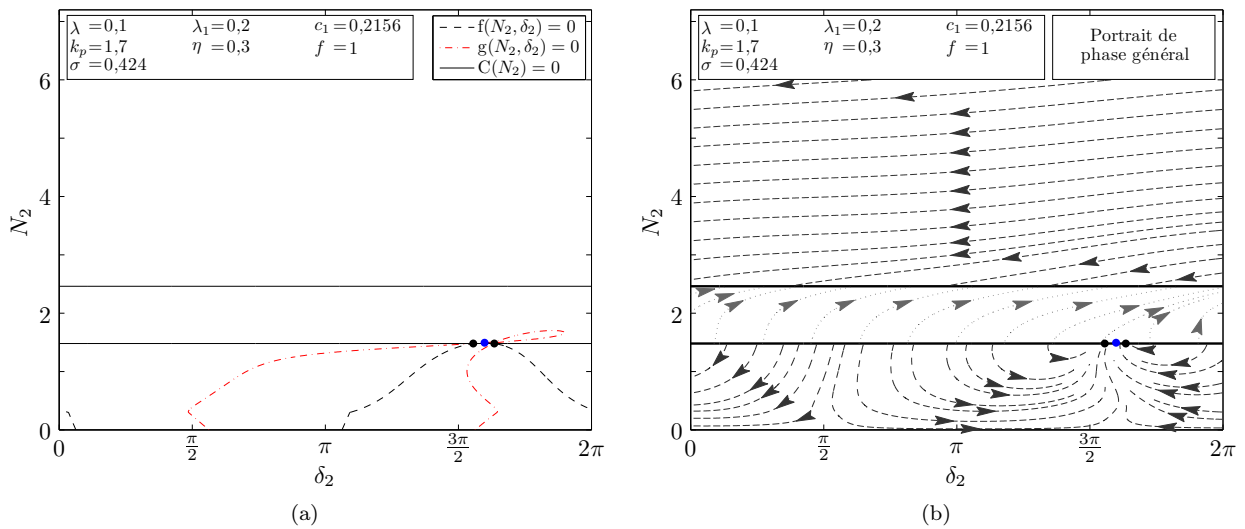 λ =0,1 λ₁=0,2 c₁=0,2156
kₚ=1,7 η =0,3 f =1
σ =0,424
f(N₂, δ₂) = 0
g(N₂, δ₂) = 0
C(N₂) = 0
6
4
2
0
N₂
0 π/2 π 3π/2 2π
δ₂
(a)
λ =0,1 λ₁=0,2 c₁=0,2156
kₚ=1,7 η =0,3 f =1
σ =0,424
Portrait de
phase général
6
4
2
0
N₂
0 π/2 π 3π/2 2π
δ₂
(b)